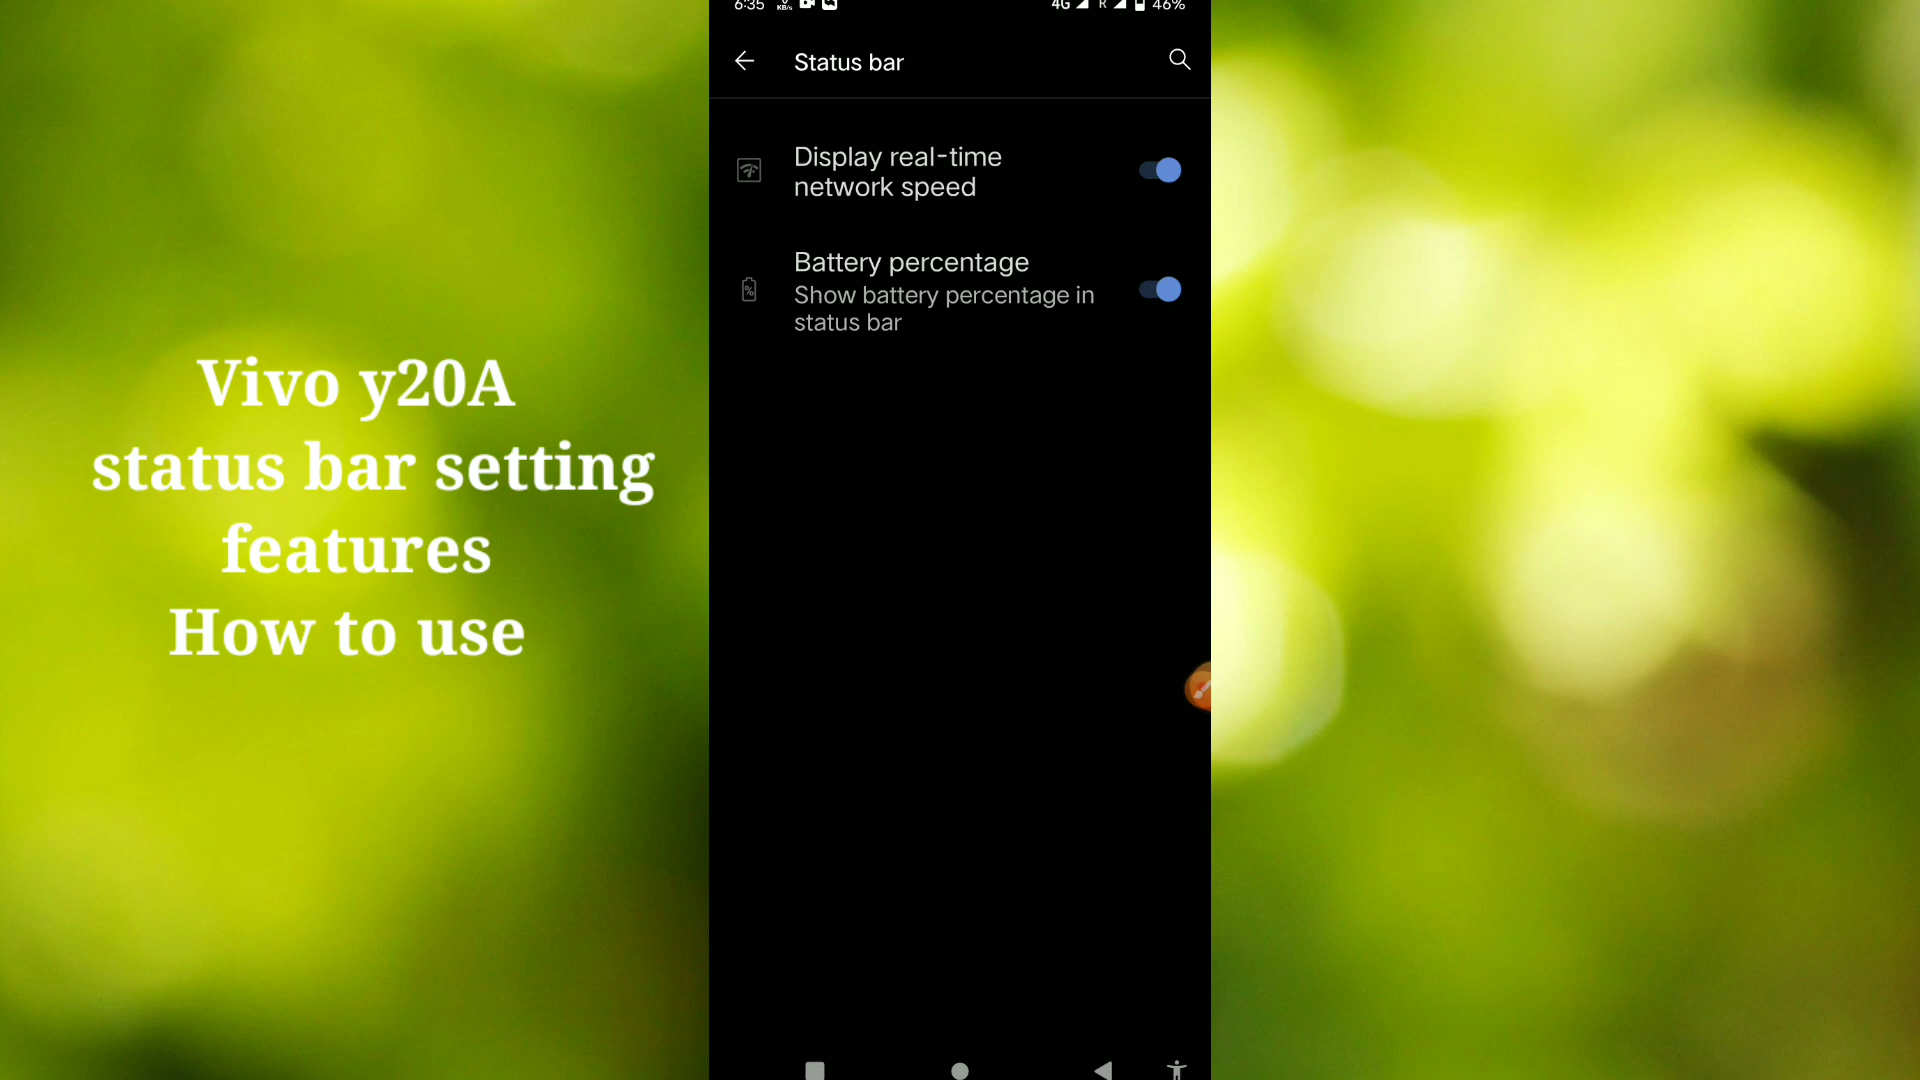 Vivo y20A
status bar setting
features
How to use
6:35
KB/s
4G
R
46%
Status bar
Display real-time
network speed
Battery percentage
Show battery percentage in
status bar